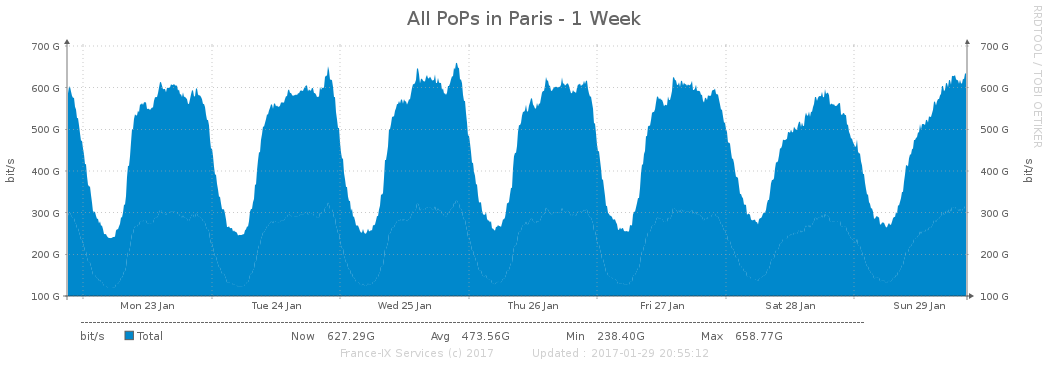 All PoPs in Paris - 1 Week
RRDTOOL / TOBI OETIKER
700 G 700 G
600 G 600 G
500 G 500 G
400 G 400 G
300 G 300 G
200 G 200 G
100 G 100 G
bit/s bit/s
Mon 23 Jan Tue 24 Jan Wed 25 Jan Thu 26 Jan Fri 27 Jan Sat 28 Jan Sun 29 Jan
bit/s Total Now 627.29G Avg 473.56G Min 238.40G Max 658.77G
France-IX Services (c) 2017 Updated : 2017-01-29 20:55:12